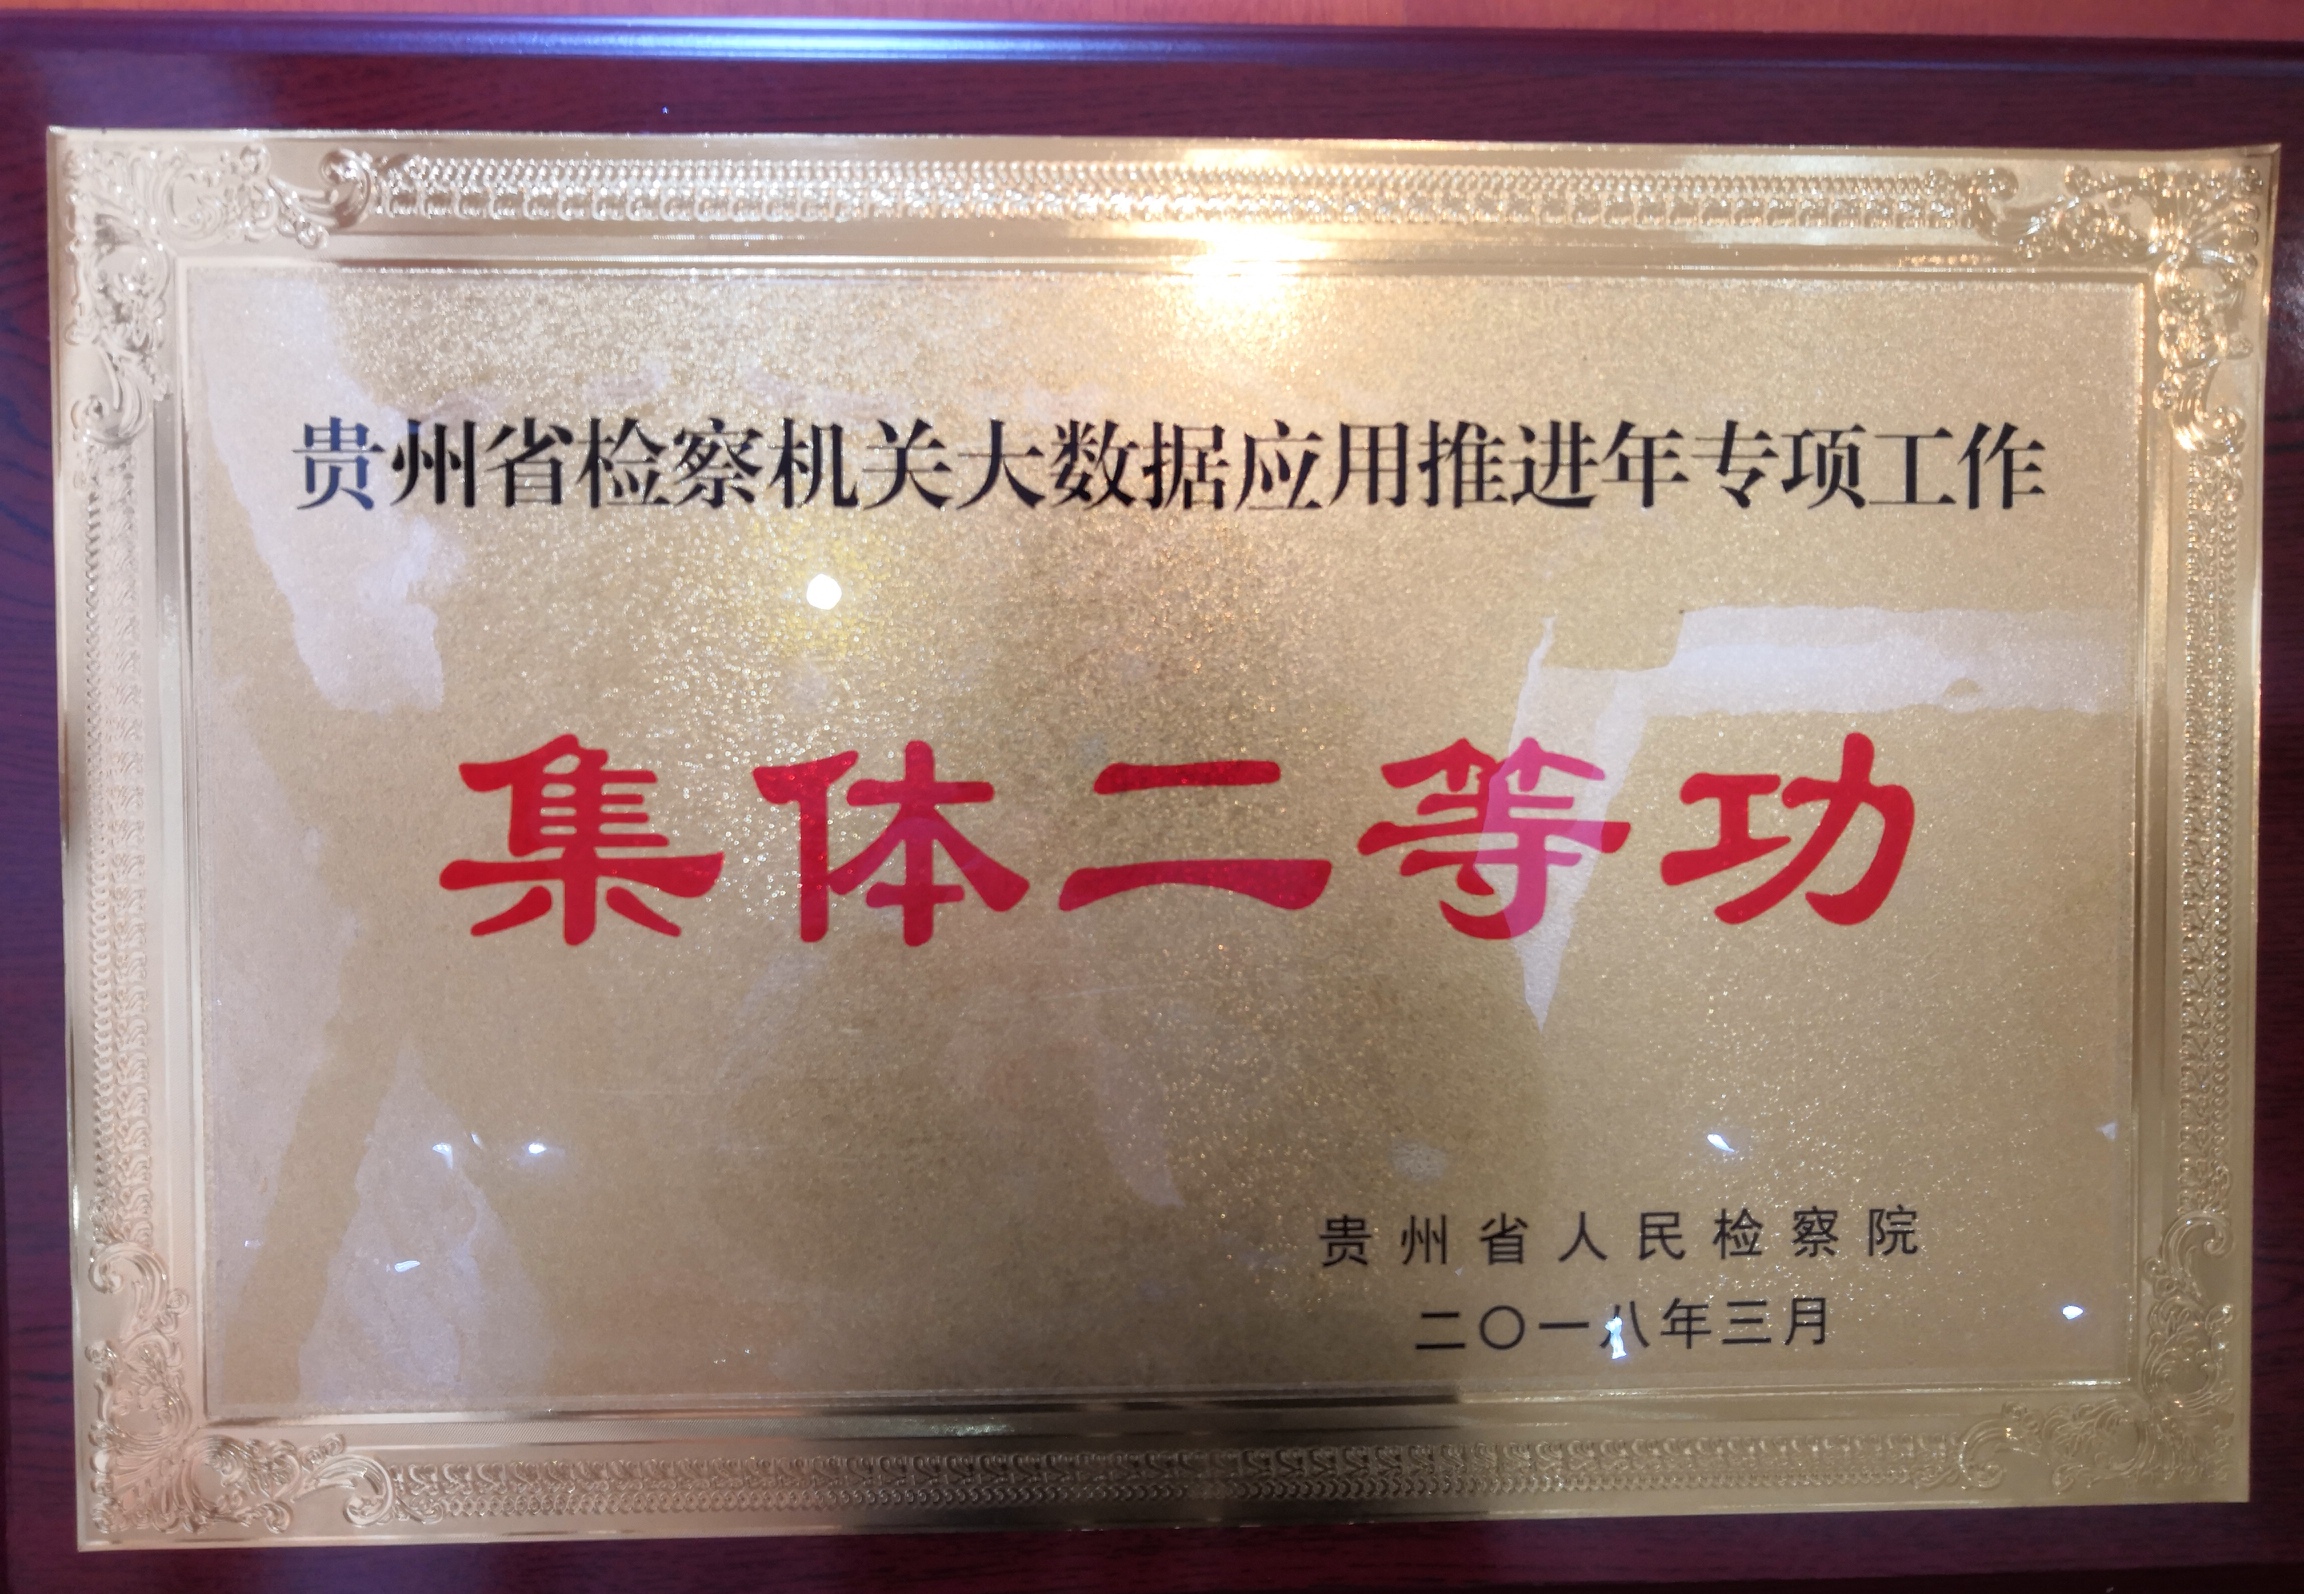 贵州省检察机关大数据应用推进年专项工作
集体二等功
贵州省人民检察院
二〇一八年三月